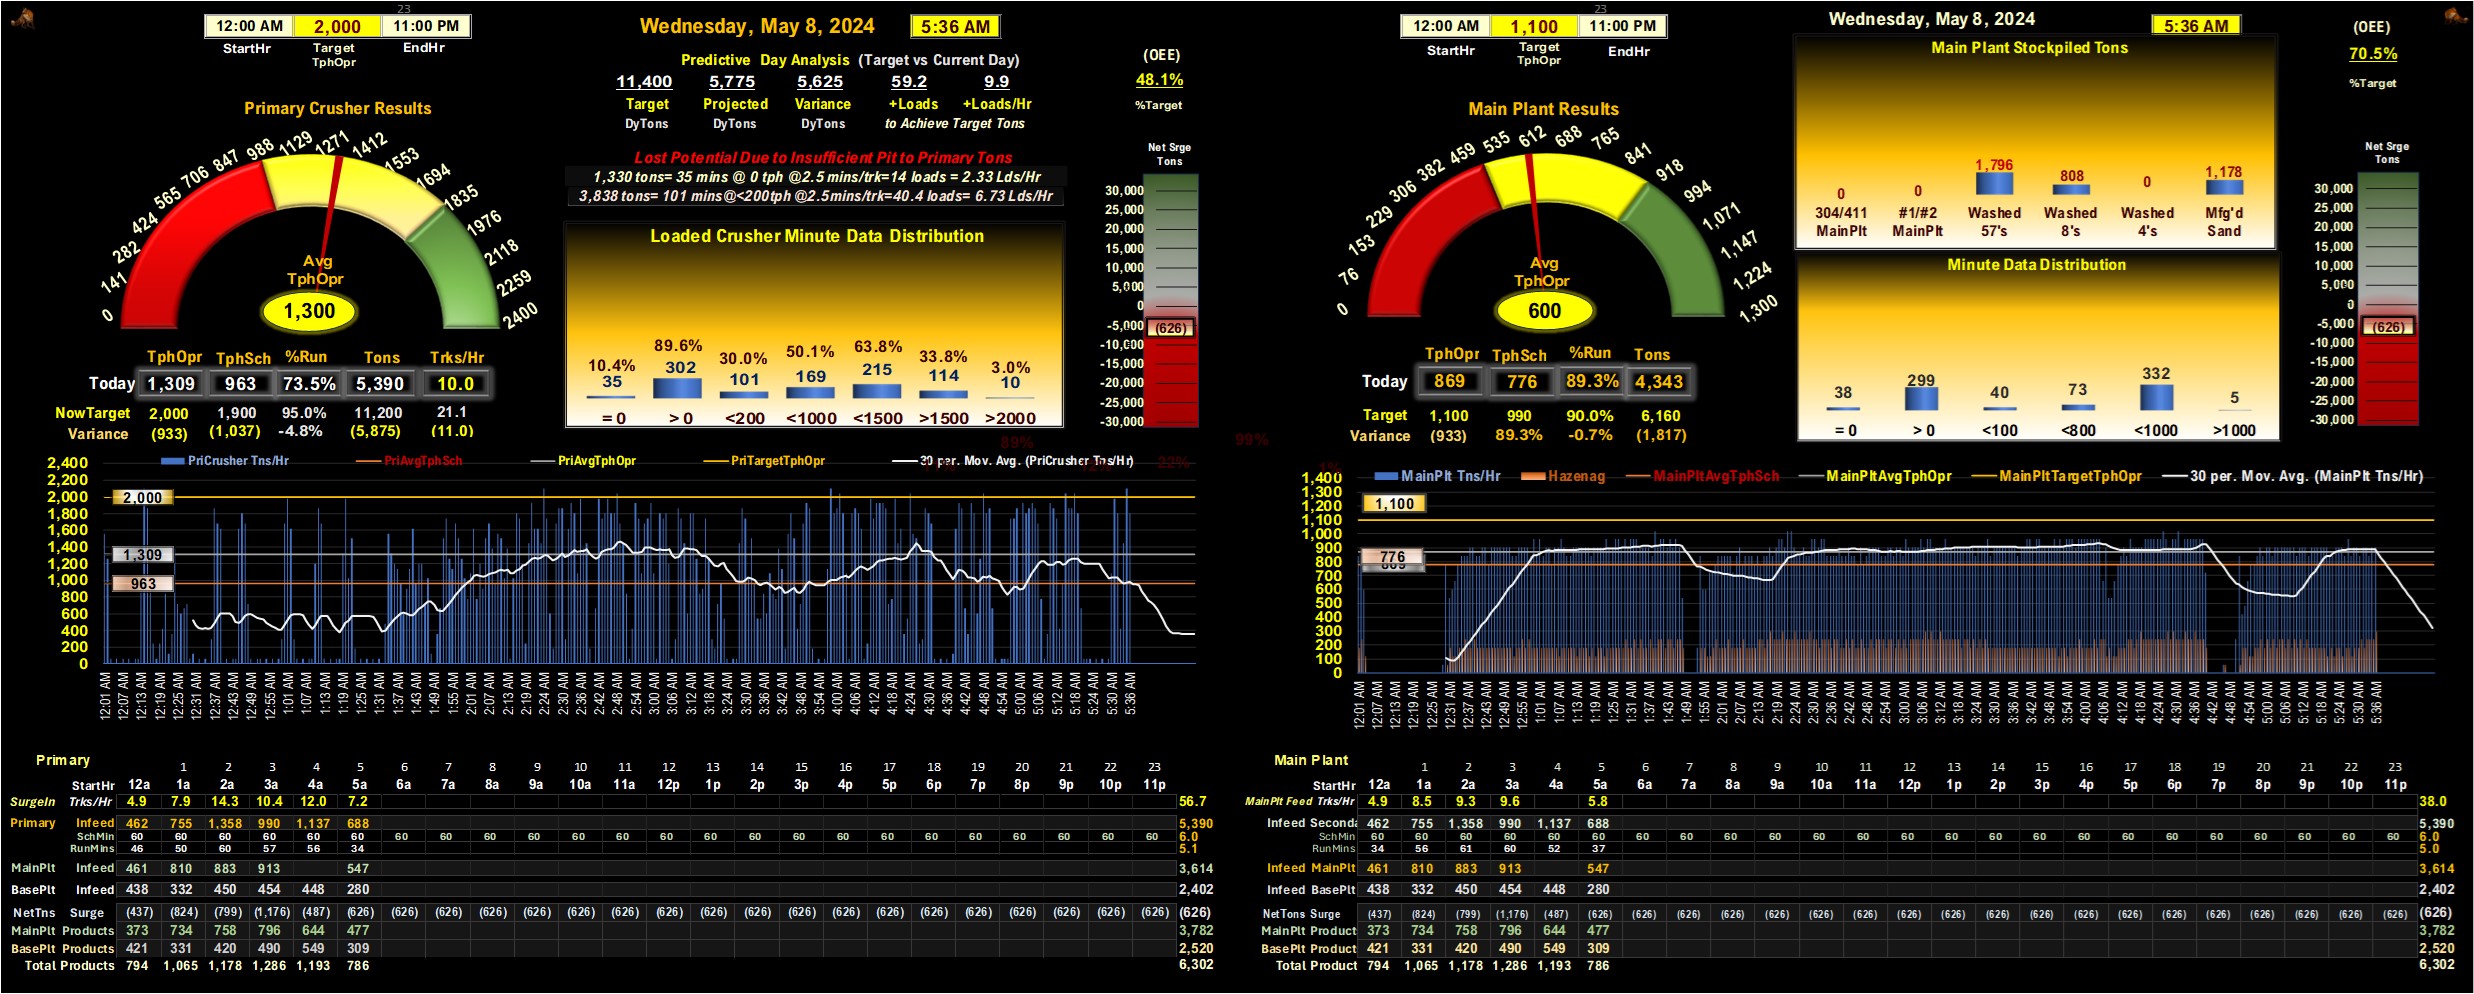 23
12:00 AM 2,000 11:00 PM
StartHr Target TphOpr EndHr
Wednesday, May 8, 2024 5:36 AM
Predictive Day Analysis (Target vs Current Day)
11,400 5,775 5,625 59.2 9.9
Target Projected Variance +Loads +Loads/Hr
DyTons DyTons DyTons to Achieve Target Tons
(OEE)
48.1%
%Target
Primary Crusher Results
0 141 282 424 565 706 847 988 1129 1271 1412 1553 1694 1835 1976 2118 2259 2400
Avg
TphOpr
1,300
Lost Potential Due to Insufficient Pit to Primary Tons
1,330 tons= 35 mins @ 0 tph @2.5 mins/trk=14 loads = 2.33 Lds/Hr
3,838 tons= 101 mins@<200tph @2.5mins/trk=40.4 loads= 6.73 Lds/Hr
Loaded Crusher Minute Data Distribution
10.4% 89.6% 30.0% 50.1% 63.8% 33.8% 3.0%
35 302 101 169 215 114 10
= 0 > 0 <200 <1000 <1500 >1500 >2000
Net Srge
Tons
30,000
25,000
20,000
15,000
10,000
5,000
0
-5,000
(626)
-10,000
-15,000
-20,000
-25,000
-30,000
TphOpr TphSch %Run Tons Trks/Hr
Today 1,309 963 73.5% 5,390 10.0
NowTarget 2,000 1,900 95.0% 11,200 21.1
Variance (933) (1,037) -4.8% (5,875) (11.0)
89%
99%
22%
PriCrusher Tns/Hr PriAvgTphSch PriAvgTphOpr PriTargetTphOpr 30 per. Mov. Avg. (PriCrusher Tns/Hr)
2,400
2,200
2,000
1,800
1,600
1,400
1,200
1,000
800
600
400
200
0
2,000
1,309
963
12:01 AM 12:07 AM 12:13 AM 12:19 AM 12:25 AM 12:31 AM 12:37 AM 12:43 AM 12:49 AM 12:55 AM 1:01 AM 1:07 AM 1:13 AM 1:19 AM 1:25 AM 1:31 AM 1:37 AM 1:43 AM 1:49 AM 1:55 AM 2:01 AM 2:07 AM 2:13 AM 2:19 AM 2:24 AM 2:30 AM 2:36 AM 2:42 AM 2:48 AM 2:54 AM 3:00 AM 3:06 AM 3:12 AM 3:18 AM 3:24 AM 3:30 AM 3:36 AM 3:42 AM 3:48 AM 3:54 AM 4:00 AM 4:06 AM 4:12 AM 4:18 AM 4:24 AM 4:30 AM 4:36 AM 4:42 AM 4:48 AM 4:54 AM 5:00 AM 5:06 AM 5:12 AM 5:18 AM 5:24 AM 5:30 AM 5:36 AM
Primary
1 2 3 4 5 6 7 8 9 10 11 12 13 14 15 16 17 18 19 20 21 22 23
StartHr 12a 1a 2a 3a 4a 5a 6a 7a 8a 9a 10a 11a 12p 1p 2p 3p 4p 5p 6p 7p 8p 9p 10p 11p
SurgeIn Trks/Hr 4.9 7.9 14.3 10.4 12.0 7.2 56.7
Primary Infeed 462 755 1,358 990 1,137 688 5,390
SchMin 60 60 60 60 60 60 60 60 60 60 60 60 60 60 60 60 60 60 60 60 60 60 60 60 6.0
RunMins 46 50 60 57 56 34 5.1
MainPlt Infeed 461 810 883 913 547 3,614
BasePlt Infeed 438 332 450 454 448 280 2,402
NetTns Surge (437) (824) (799) (1,176) (487) (626) (626) (626) (626) (626) (626) (626) (626) (626) (626) (626) (626) (626) (626) (626) (626) (626) (626) (626) (626)
MainPlt Products 373 734 758 796 644 477 3,782
BasePlt Products 421 331 420 490 549 309 2,520
Total Products 794 1,065 1,178 1,286 1,193 786 6,302
23
12:00 AM 1,100 11:00 PM
StartHr Target TphOpr EndHr
Wednesday, May 8, 2024 5:36 AM
(OEE)
70.5%
%Target
Main Plant Results
0 76 153 229 306 382 459 535 612 688 765 841 918 994 1,071 1,147 1,224 1,300
Avg
TphOpr
600
Main Plant Stockpiled Tons
0 0 1,796 808 0 1,178
304/411 #1/#2 Washed Washed Washed Mfg'd
MainPlt MainPlt 57's 8's 4's Sand
Minute Data Distribution
38 299 40 73 332 5
= 0 > 0 <100 <800 <1000 >1000
Net Srge
Tons
30,000
25,000
20,000
15,000
10,000
5,000
0
-5,000
(626)
-10,000
-15,000
-20,000
-25,000
-30,000
TphOpr TphSch %Run Tons
Today 869 776 89.3% 4,343
Target 1,100 990 90.0% 6,160
Variance (933) 89.3% -0.7% (1,817)
MainPlt Tns/Hr Hazenag MainPltAvgTphSch MainPltAvgTphOpr MainPltTargetTphOpr 30 per. Mov. Avg. (MainPlt Tns/Hr)
1,400
1,300
1,200
1,100
1,000
900
800
700
600
500
400
300
200
100
0
1,100
776
869
12:01 AM 12:07 AM 12:13 AM 12:19 AM 12:25 AM 12:31 AM 12:37 AM 12:43 AM 12:49 AM 12:55 AM 1:01 AM 1:07 AM 1:13 AM 1:19 AM 1:25 AM 1:31 AM 1:37 AM 1:43 AM 1:49 AM 1:55 AM 2:01 AM 2:07 AM 2:13 AM 2:19 AM 2:24 AM 2:30 AM 2:36 AM 2:42 AM 2:48 AM 2:54 AM 3:00 AM 3:06 AM 3:12 AM 3:18 AM 3:24 AM 3:30 AM 3:36 AM 3:42 AM 3:48 AM 3:54 AM 4:00 AM 4:06 AM 4:12 AM 4:18 AM 4:24 AM 4:30 AM 4:36 AM 4:42 AM 4:48 AM 4:54 AM 5:00 AM 5:06 AM 5:12 AM 5:18 AM 5:24 AM 5:30 AM 5:36 AM
Main Plant
1 2 3 4 5 6 7 8 9 10 11 12 13 14 15 16 17 18 19 20 21 22 23
StartHr 12a 1a 2a 3a 4a 5a 6a 7a 8a 9a 10a 11a 12p 1p 2p 3p 4p 5p 6p 7p 8p 9p 10p 11p
MainPlt Feed Trks/Hr 4.9 8.5 9.3 9.6 5.8 38.0
Infeed Seconda 462 755 1,358 990 1,137 688 5,390
SchMin 60 60 60 60 60 60 60 60 60 60 60 60 60 60 60 60 60 60 60 60 60 60 60 60 6.0
RunMins 34 56 61 60 52 37 5.0
Infeed MainPlt 461 810 883 913 547 3,614
Infeed BasePlt 438 332 450 454 448 280 2,402
NetTons Surge (437) (824) (799) (1,176) (487) (626) (626) (626) (626) (626) (626) (626) (626) (626) (626) (626) (626) (626) (626) (626) (626) (626) (626) (626) (626)
MainPlt Product 373 734 758 796 644 477 3,782
BasePlt Product 421 331 420 490 549 309 2,520
Total Product 794 1,065 1,178 1,286 1,193 786 6,302